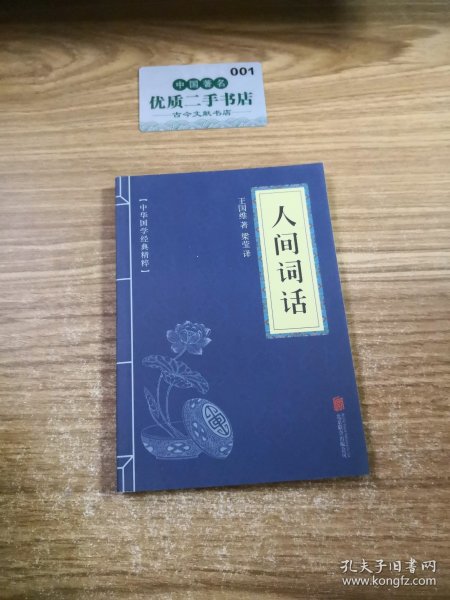 001
中国著名
优质二手书店
古今文献书店
【中华国学经典精粹】
王国维 著 梁莹 译
人间词话
孔夫子旧书网
www.kongfz.com